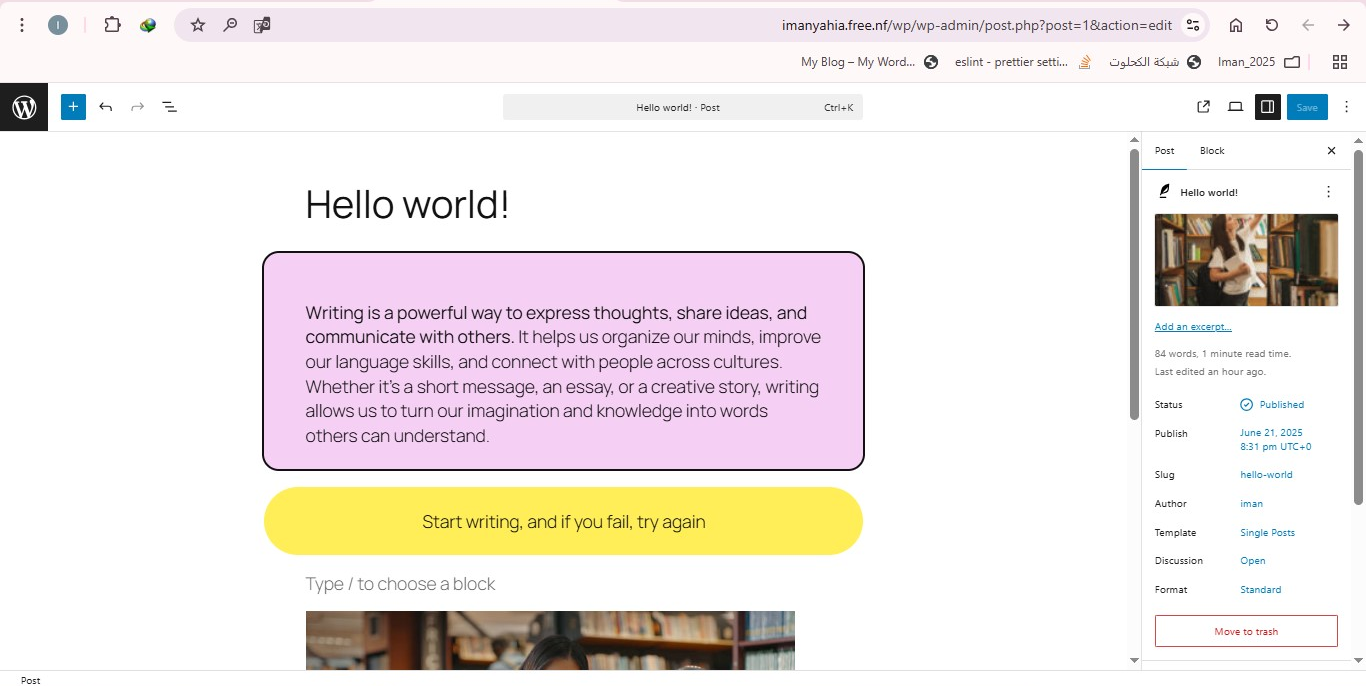 I
imanyahia.free.nf/wp/wp-admin/post.php?post=1&action=edit
My Blog – My Word...
eslint - prettier setti...
شبكة الكحلوت
Iman_2025
Hello world! · Post
Ctrl+K
Save
Hello world!
Writing is a powerful way to express thoughts, share ideas, and
communicate with others. It helps us organize our minds, improve
our language skills, and connect with people across cultures.
Whether it's a short message, an essay, or a creative story, writing
allows us to turn our imagination and knowledge into words
others can understand.
Start writing, and if you fail, try again
Type / to choose a block
Post Block
Hello world!
Add an excerpt...
84 words, 1 minute read time.
Last edited an hour ago.
Status Published
Publish June 21, 2025
8:31 pm UTC+0
Slug hello-world
Author iman
Template Single Posts
Discussion Open
Format Standard
Move to trash
Post